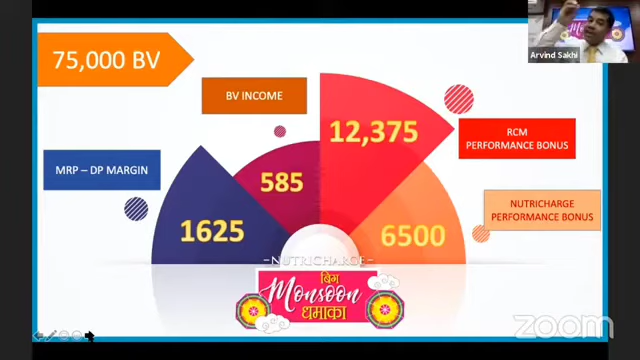 75,000 BV
Arvind Sakhi
BV INCOME
12,375
RCM
PERFORMANCE BONUS
MRP – DP MARGIN
585
1625
6500
NUTRICHARGE
PERFORMANCE BONUS
-NUTRICHARGE-
बिग
Monsoon
धमाका
zoom